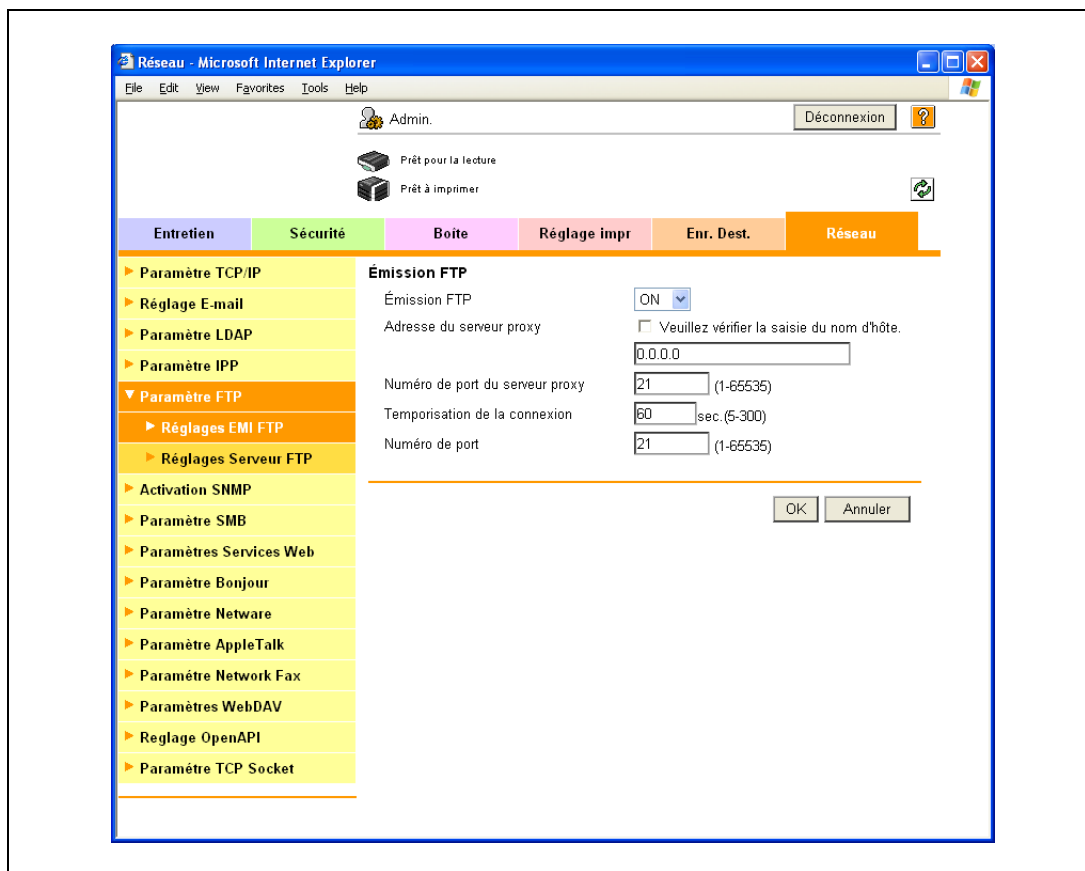 Réseau - Microsoft Internet Explorer
File Edit View Favorites Tools Help
Admin.
Déconnexion
?
Prêt pour la lecture
Prêt à imprimer
Entretien Sécurité Boîte Réglage impr Enr. Dest. Réseau
Paramètre TCP/IP
Réglage E-mail
Paramètre LDAP
Paramètre IPP
Paramètre FTP
Réglages EMI FTP
Réglages Serveur FTP
Activation SNMP
Paramètre SMB
Paramètres Services Web
Paramètre Bonjour
Paramètre Netware
Paramètre AppleTalk
Paramétre Network Fax
Paramètres WebDAV
Reglage OpenAPI
Paramétre TCP Socket
Émission FTP
Émission FTP ON
Adresse du serveur proxy Veuillez vérifier la saisie du nom d'hôte.
0.0.0.0
Numéro de port du serveur proxy 21 (1-65535)
Temporisation de la connexion 60 sec.(5-300)
Numéro de port 21 (1-65535)
OK Annuler